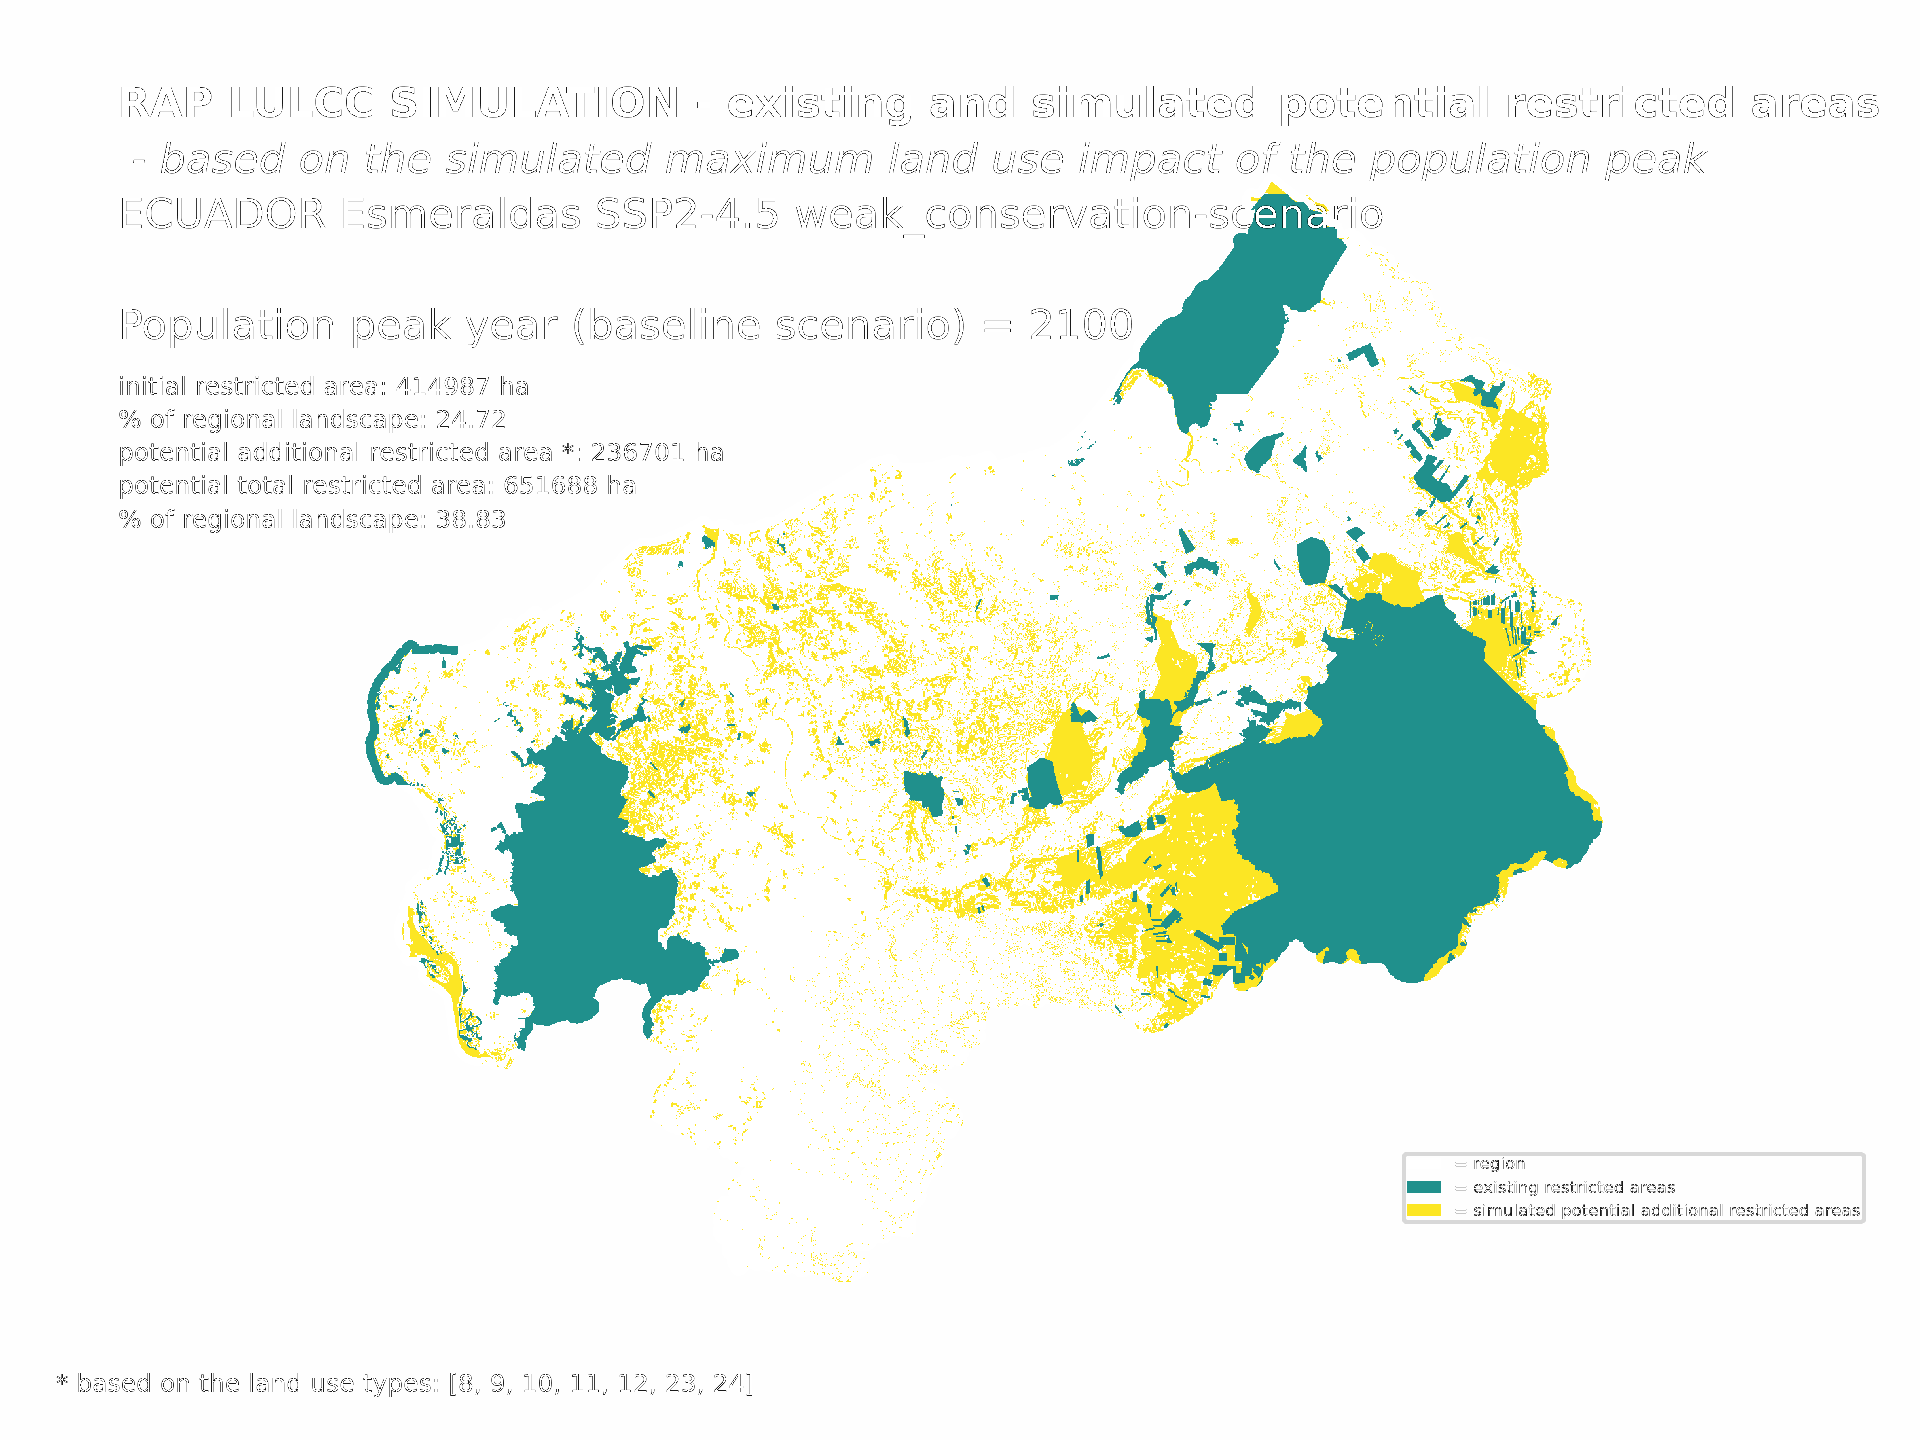 RAP LULCC SIMULATION - existing and simulated potential restricted areas
- based on the simulated maximum land use impact of the population peak
ECUADOR Esmeraldas SSP2-4.5 weak_conservation-scenario
Population peak year (baseline scenario) = 2100
initial restricted area: 414987 ha
% of regional landscape: 24.72
potential additional restricted area *: 236701 ha
potential total restricted area: 651688 ha
% of regional landscape: 38.83
= region
= existing restricted areas
= simulated potential additional restricted areas
* based on the land use types: [8, 9, 10, 11, 12, 23, 24]